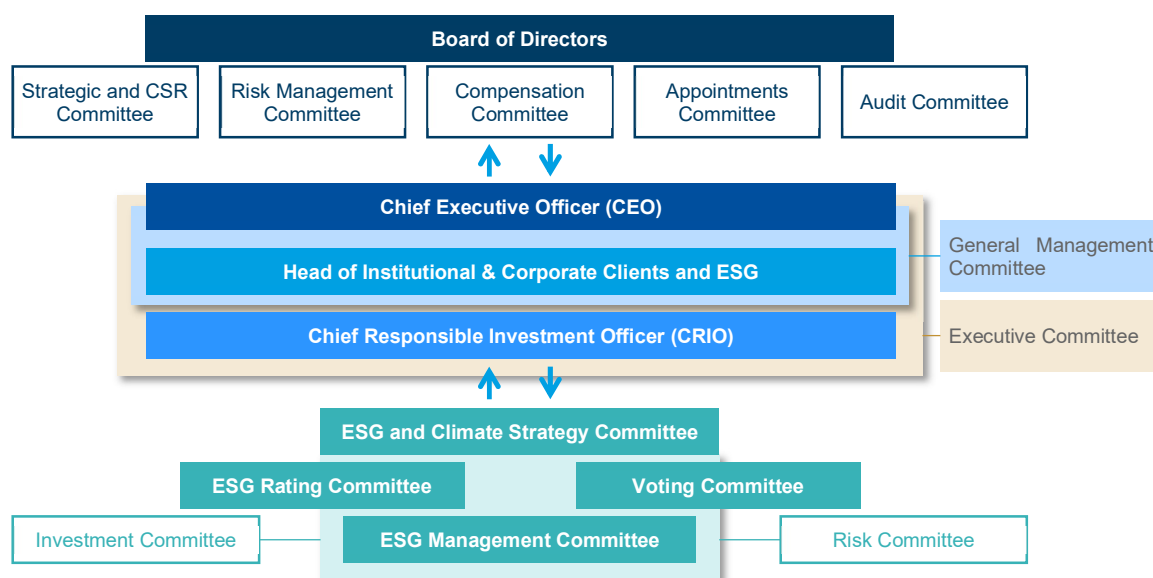 Board of Directors
Strategic and CSR
Committee
Risk Management
Committee
Compensation
Committee
Appointments
Committee
Audit Committee
Chief Executive Officer (CEO)
Head of Institutional & Corporate Clients and ESG
General Management
Committee
Chief Responsible Investment Officer (CRIO)
Executive Committee
ESG and Climate Strategy Committee
ESG Rating Committee
Voting Committee
Investment Committee
ESG Management Committee
Risk Committee